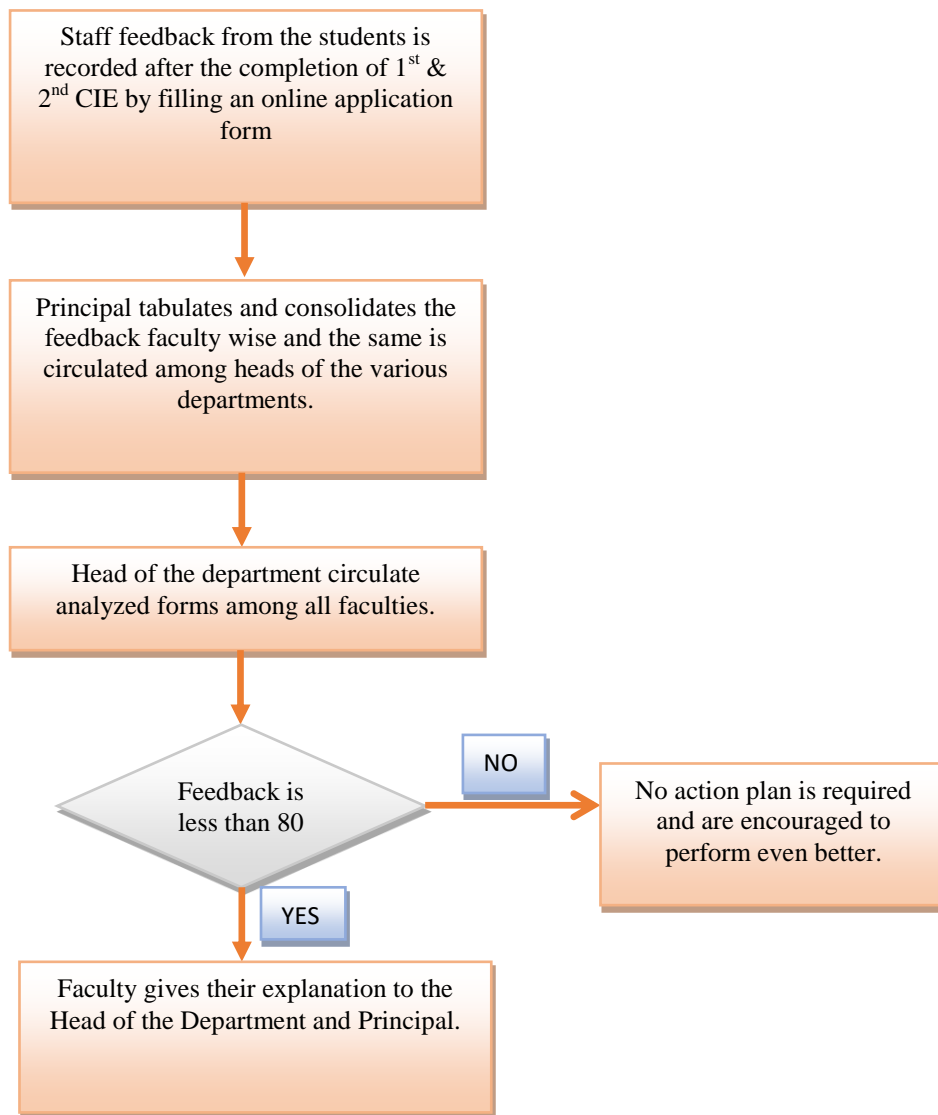 Staff feedback from the students is
recorded after the completion of 1st &
2nd CIE by filling an online application
form
Principal tabulates and consolidates the
feedback faculty wise and the same is
circulated among heads of the various
departments.
Head of the department circulate
analyzed forms among all faculties.
Feedback is
less than 80
NO
No action plan is required
and are encouraged to
perform even better.
YES
Faculty gives their explanation to the
Head of the Department and Principal.